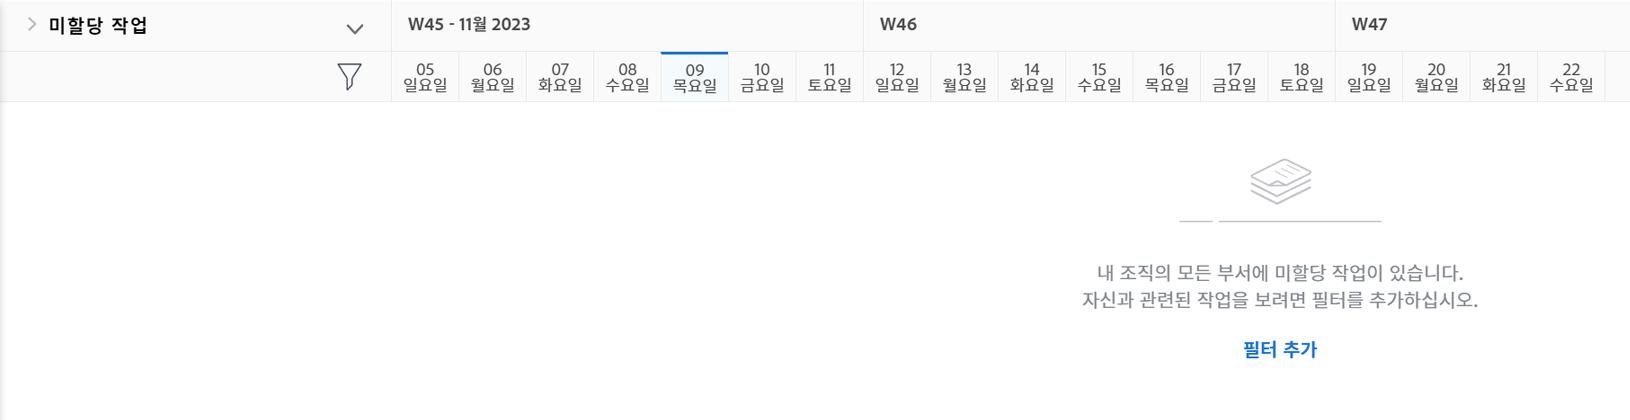 미할당 작업
W45 - 11월 2023
W46
W47
05 06 07 08 09 10 11 12 13 14 15 16 17 18 19 20 21 22
일요일 월요일 화요일 수요일 목요일 금요일 토요일 일요일 월요일 화요일 수요일 목요일 금요일 토요일 일요일 월요일 화요일 수요일
내 조직의 모든 부서에 미할당 작업이 있습니다.
자신과 관련된 작업을 보려면 필터를 추가하십시오.
필터 추가